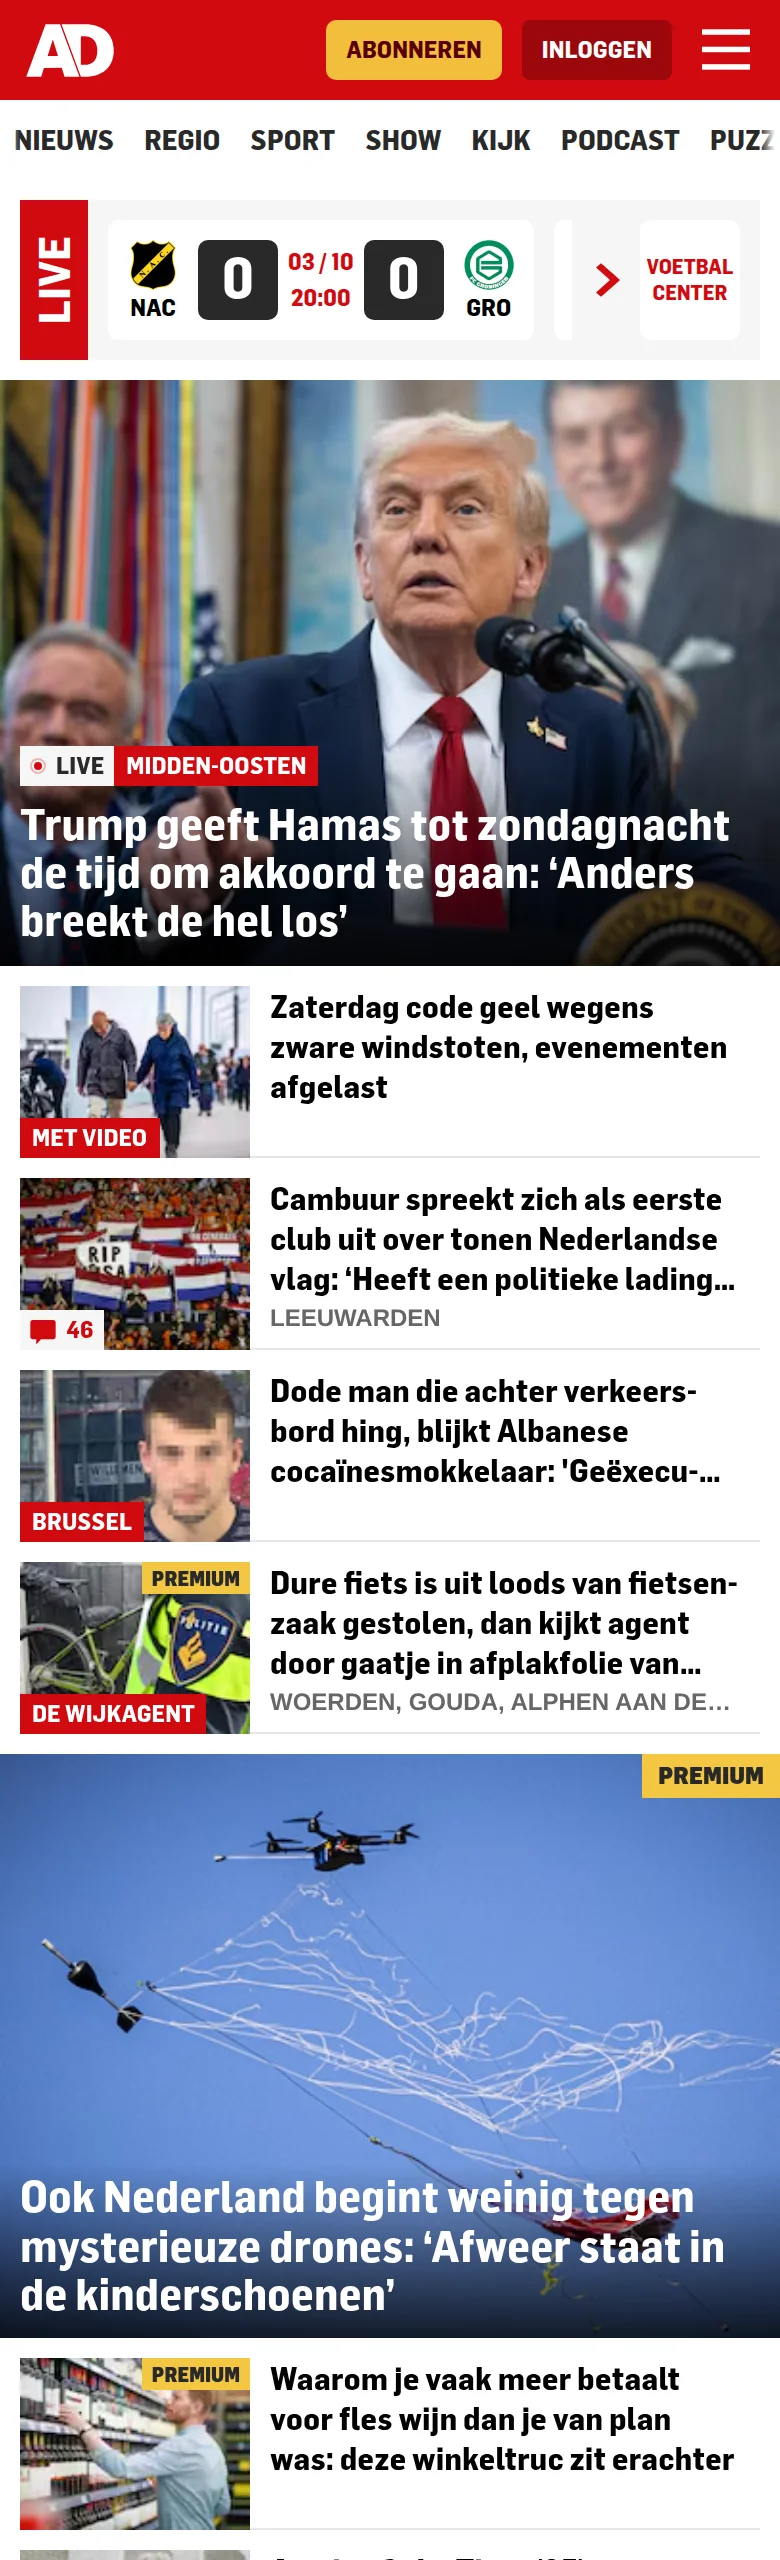 AD
ABONNEREN
INLOGGEN
NIEUWS REGIO SPORT SHOW KIJK PODCAST PUZZ
LIVE
NAC
0
03 / 10
20:00
0
GRO
VOETBAL
CENTER
LIVE MIDDEN-OOSTEN
Trump geeft Hamas tot zondagnacht
de tijd om akkoord te gaan: ‘Anders
breekt de hel los’
MET VIDEO
Zaterdag code geel wegens
zware windstoten, evenementen
afgelast
RIP
46
Cambuur spreekt zich als eerste
club uit over tonen Nederlandse
vlag: ‘Heeft een politieke lading...
LEEUWARDEN
BRUSSEL
Dode man die achter verkeers-
bord hing, blijkt Albanese
cocaïnesmokkelaar: 'Geëxecu-...
PREMIUM
POLITIE
DE WIJKAGENT
Dure fiets is uit loods van fietsen-
zaak gestolen, dan kijkt agent
door gaatje in afplakfolie van...
WOERDEN, GOUDA, ALPHEN AAN DE...
PREMIUM
Ook Nederland begint weinig tegen
mysterieuze drones: ‘Afweer staat in
de kinderschoenen’
PREMIUM
Waarom je vaak meer betaalt
voor fles wijn dan je van plan
was: deze winkeltruc zit erachter